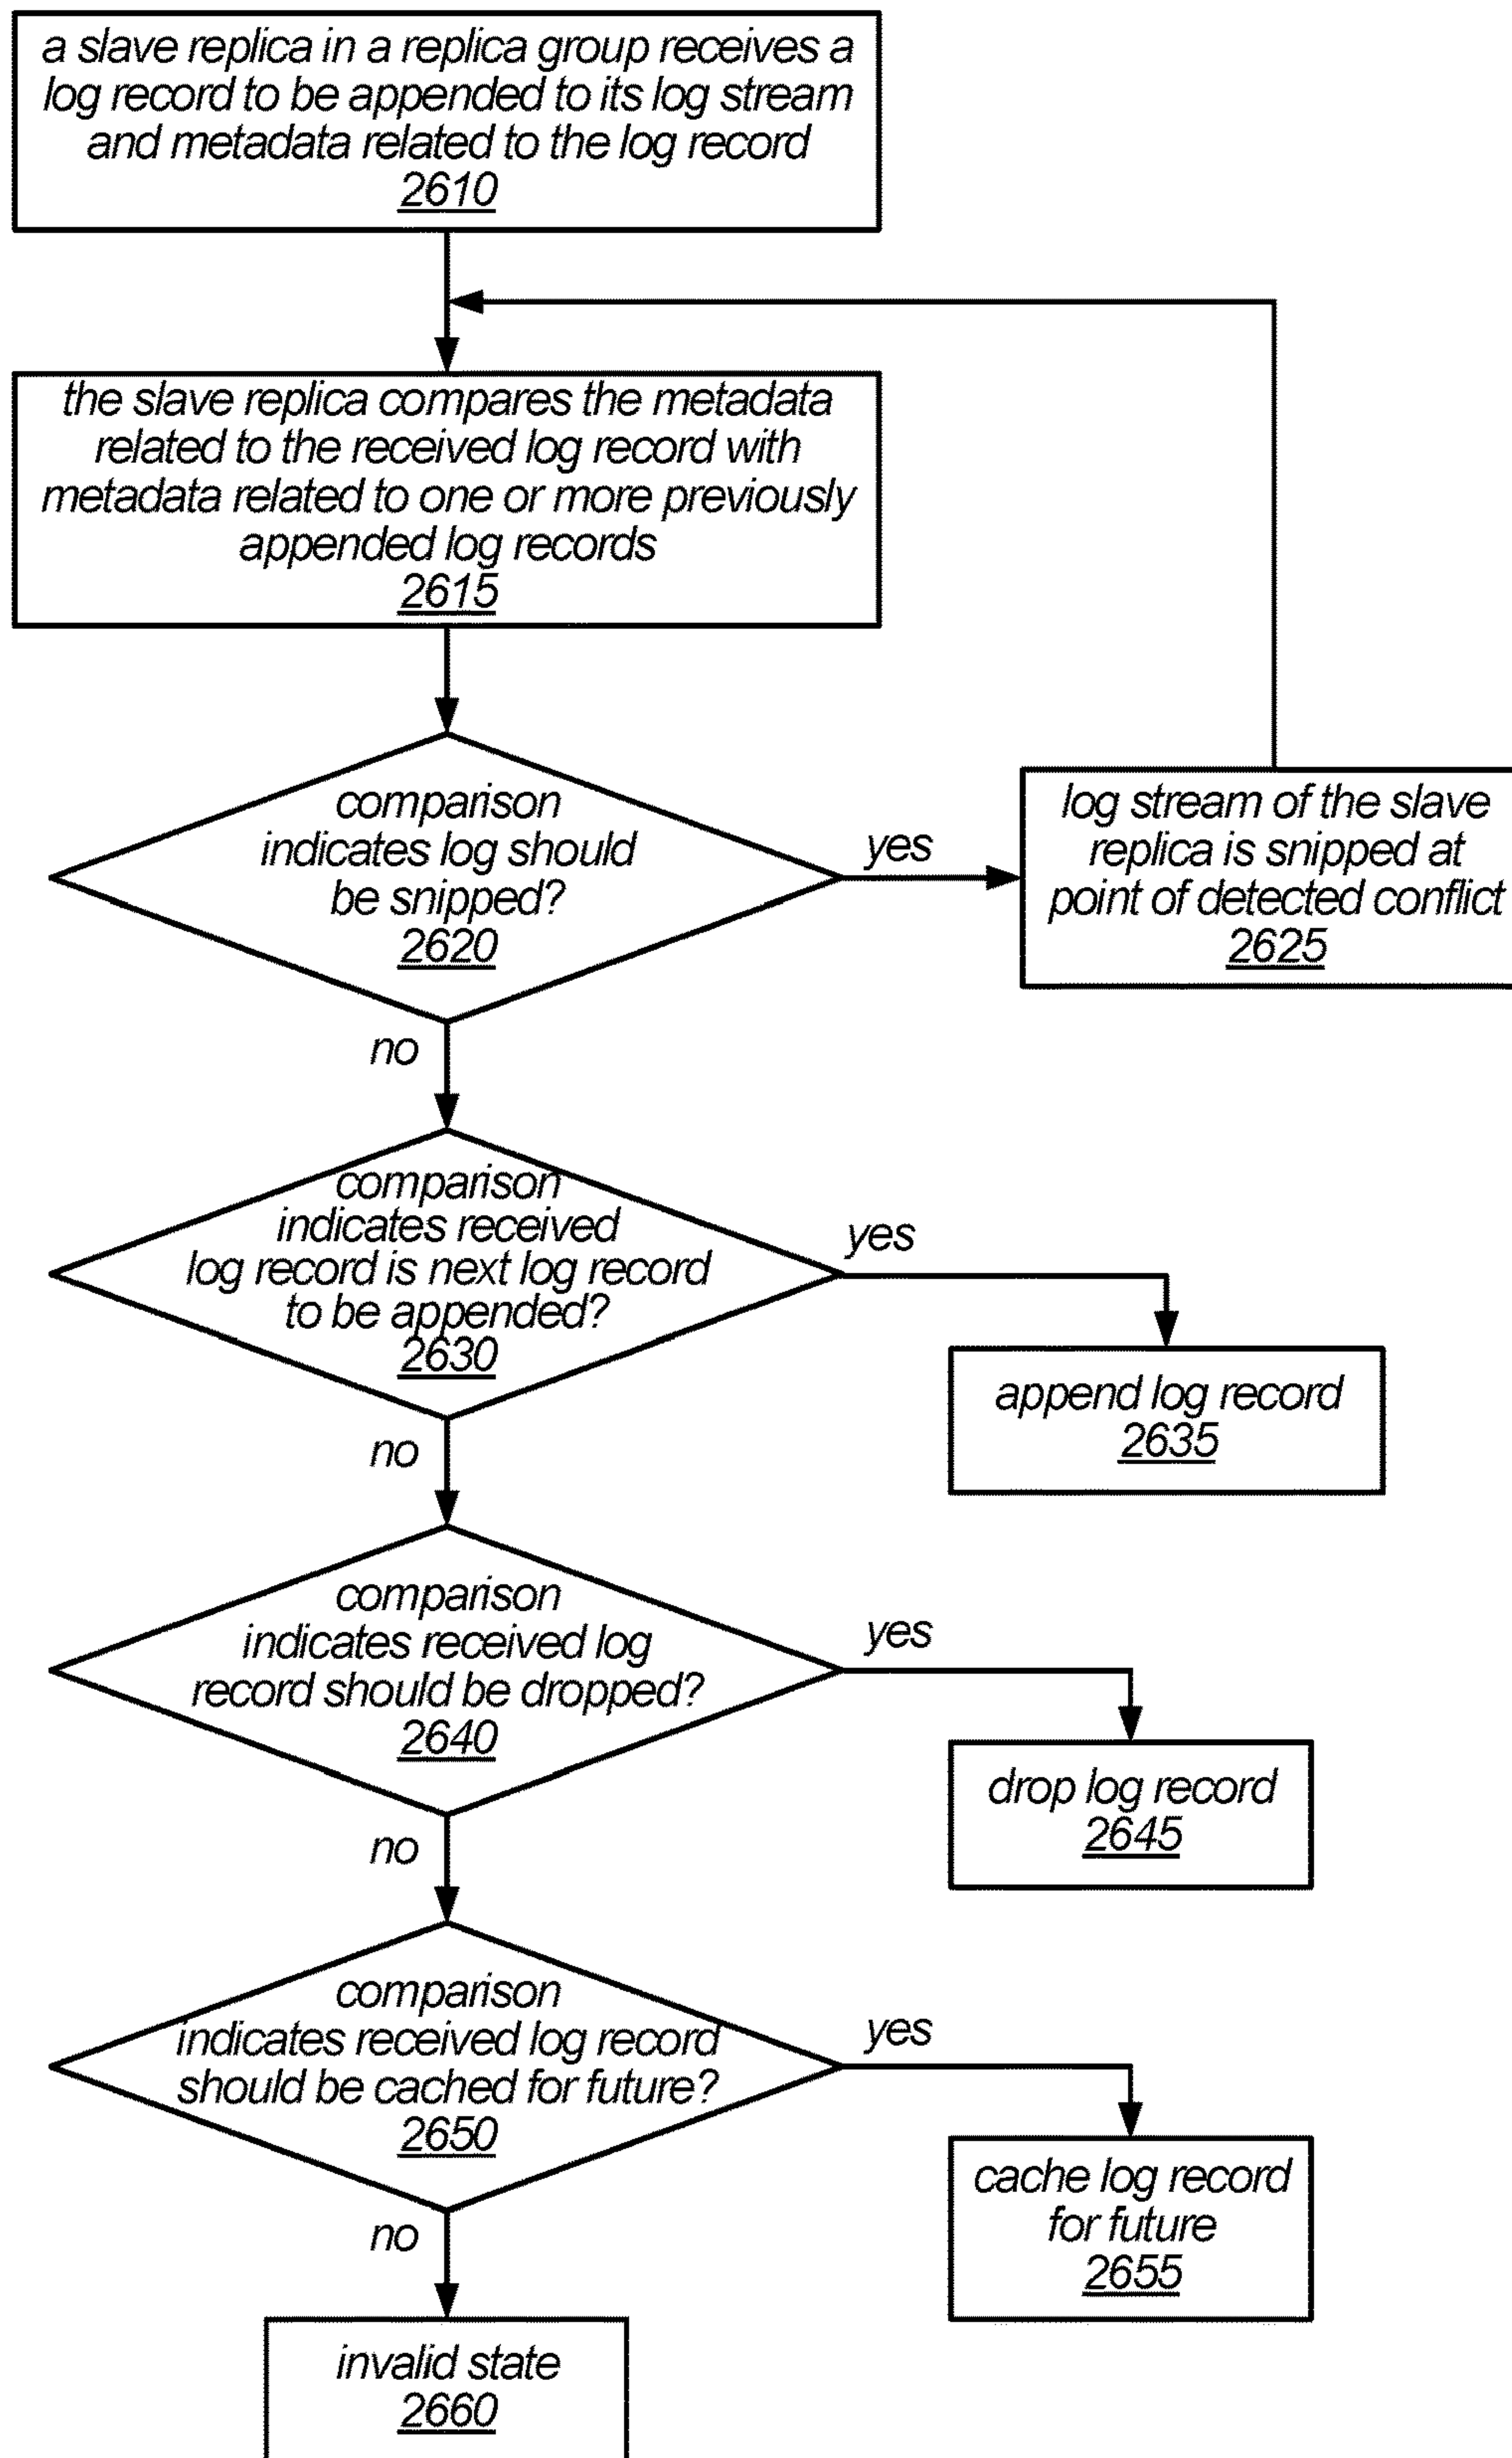 a slave replica in a replica group receives a
log record to be appended to its log stream
and metadata related to the log record
2610
the slave replica compares the metadata
related to the received log record with
metadata related to one or more previously
appended log records
2615
comparison
indicates log should
be snipped?
2620
yes
log stream of the slave
replica is snipped at
point of detected conflict
2625
no
comparison
indicates received
log record is next log record
to be appended?
2630
yes
append log record
2635
no
comparison
indicates received log
record should be dropped?
2640
yes
drop log record
2645
no
comparison
indicates received log record
should be cached for future?
2650
yes
cache log record
for future
2655
no
invalid state
2660